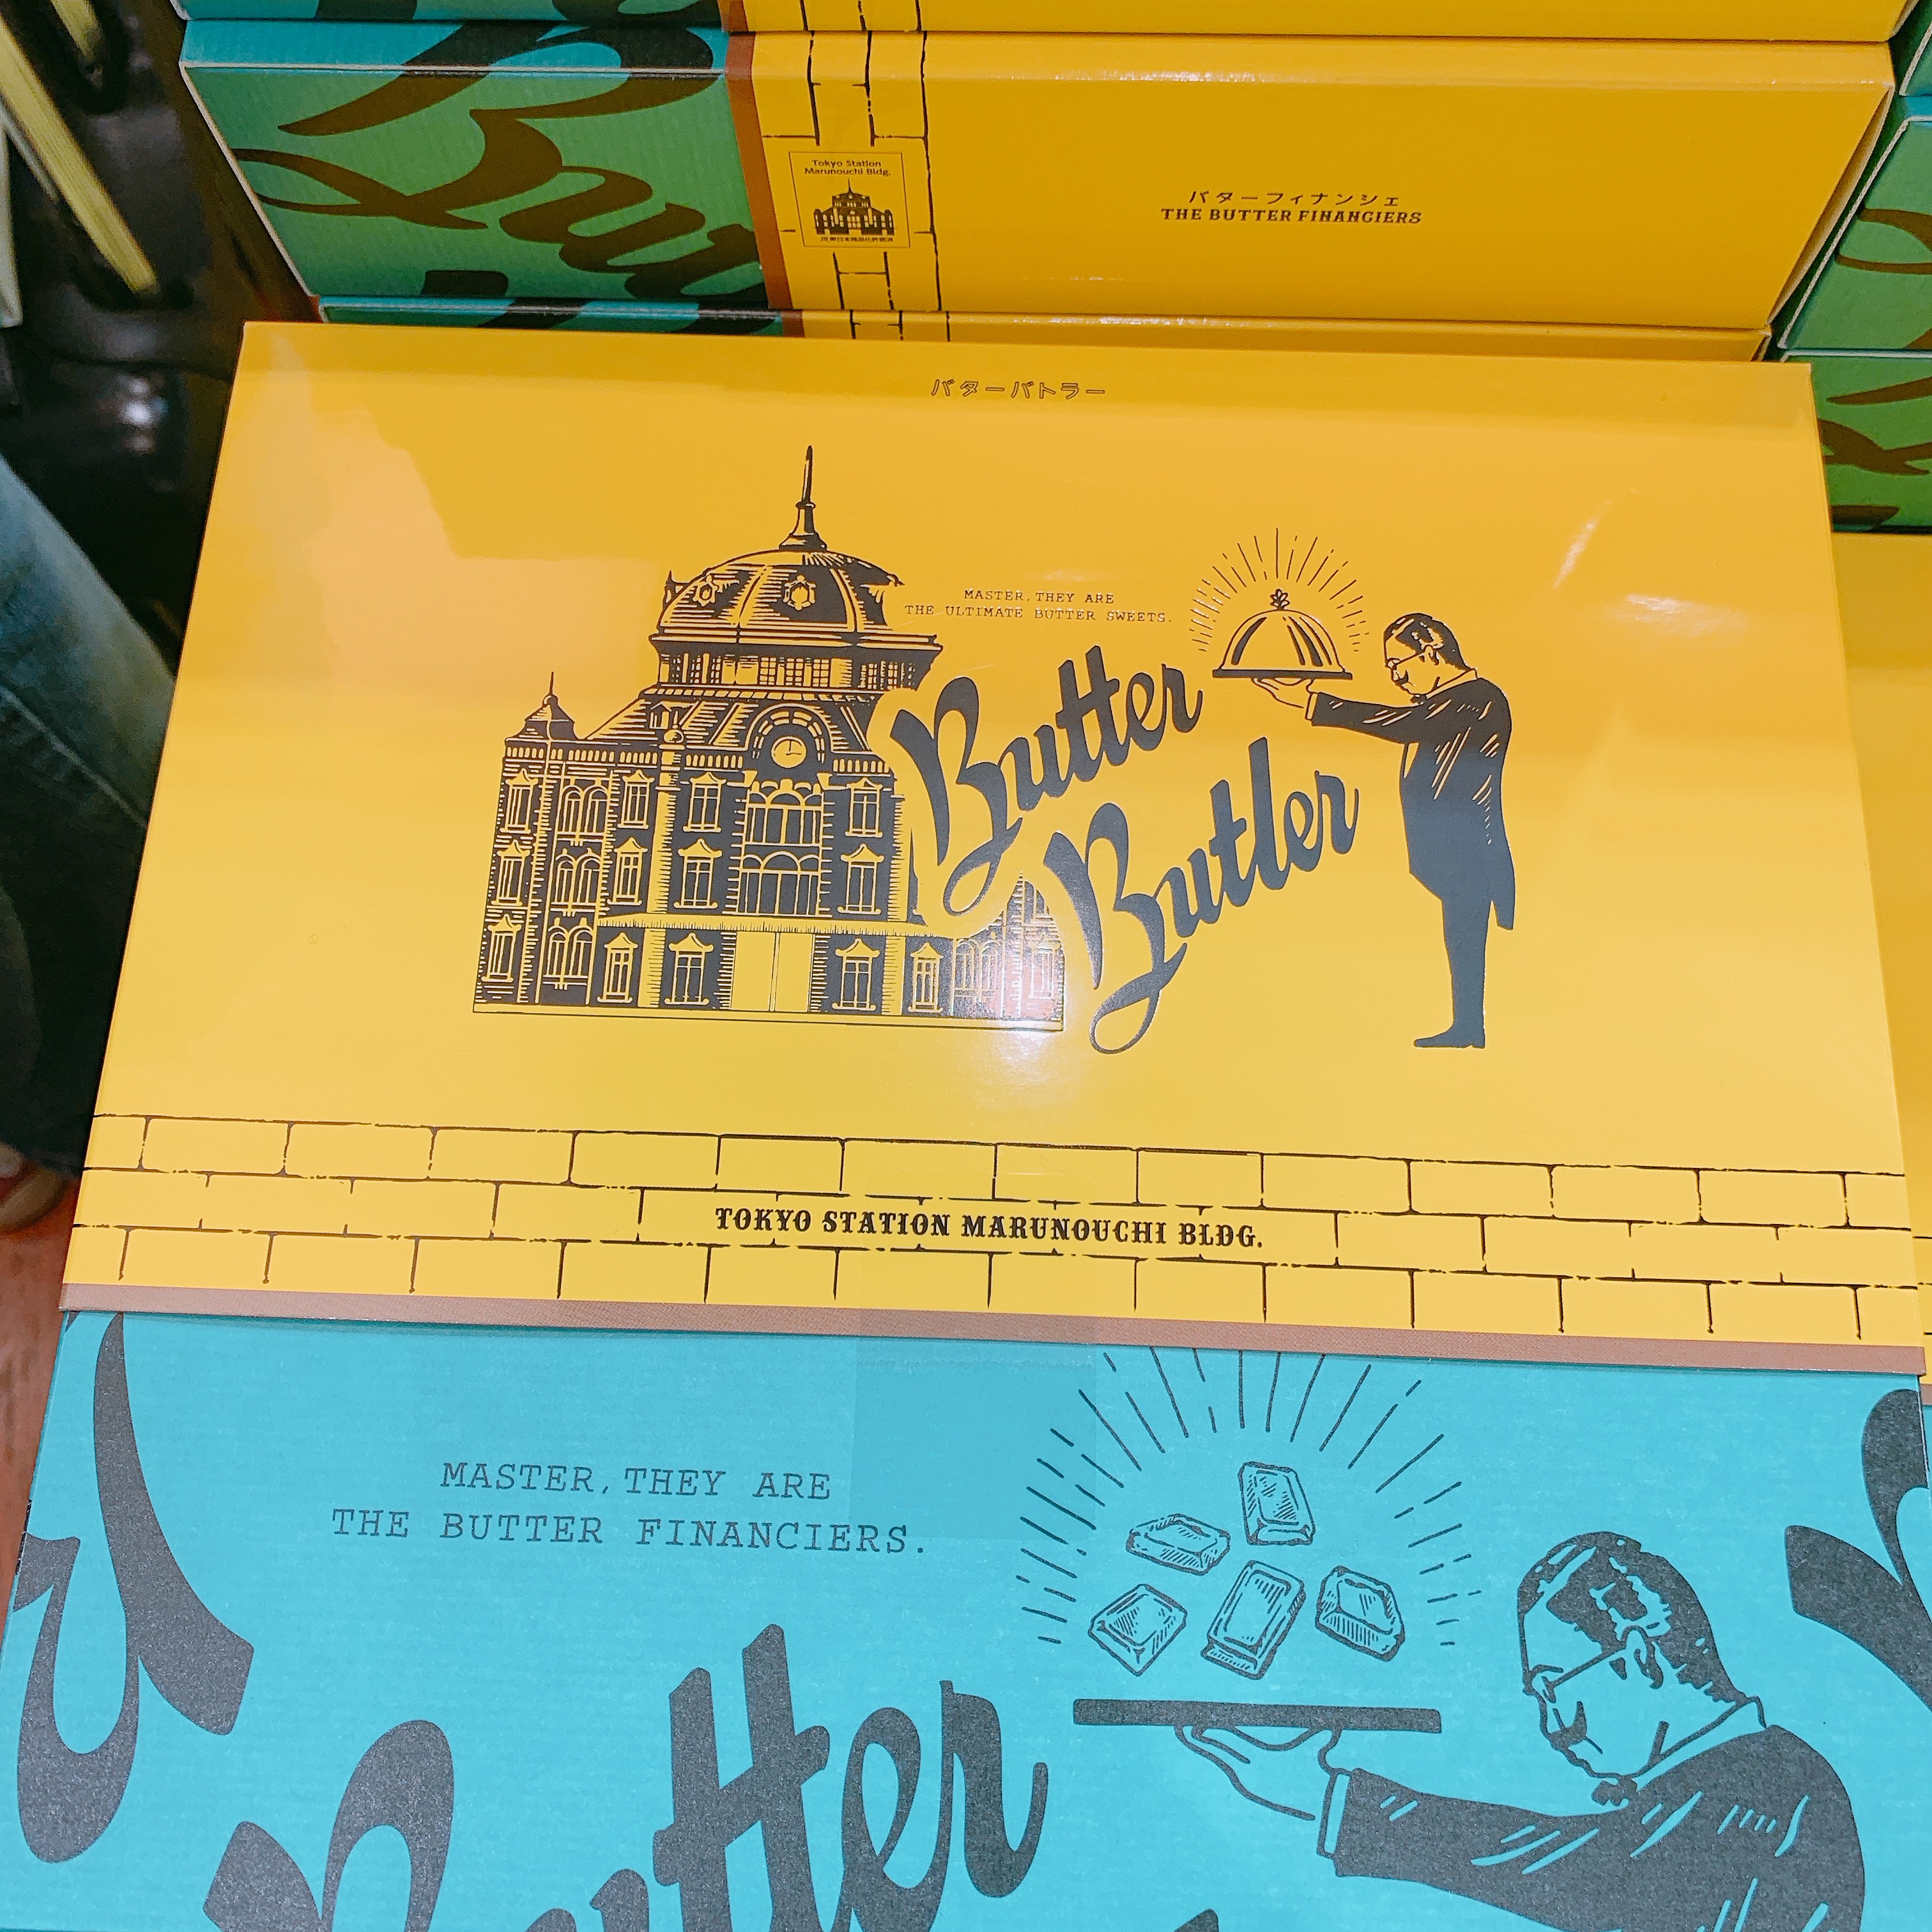 Tokyo Station
Marunouchi Bldg.
バターフィナンシェ
THE BUTTER FINANCIERS
バターバトラー
MASTER, THEY ARE
THE ULTIMATE BUTTER SWEETS.
Butter
Butler
TOKYO STATION MARUNOUCHI BLDG.
MASTER, THEY ARE
THE BUTTER FINANCIERS.
Butter